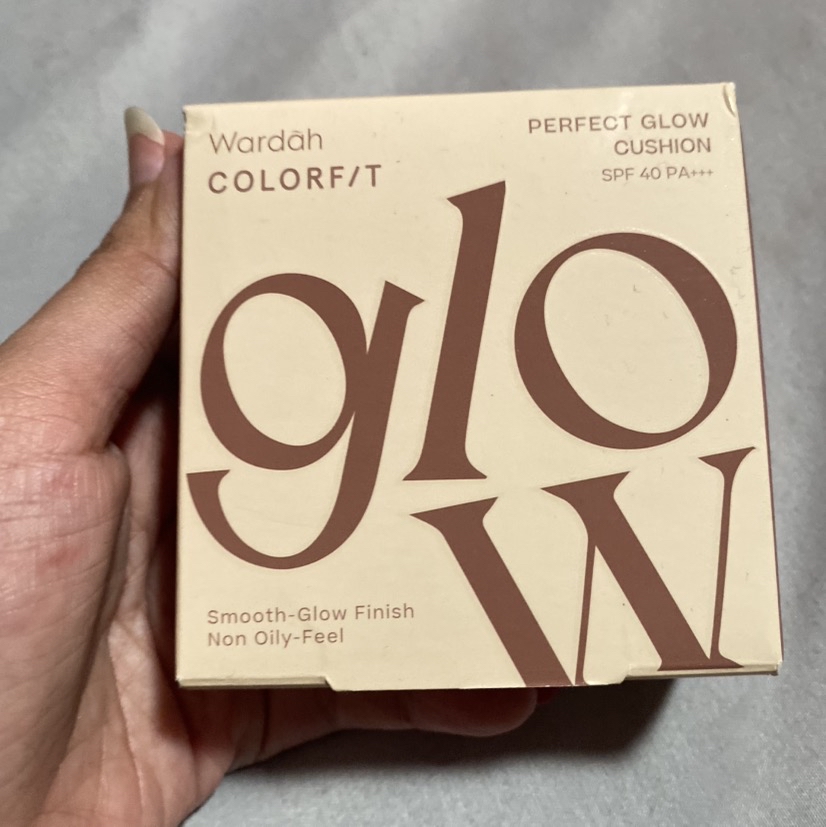 Wardah
COLORF/T
PERFECT GLOW
CUSHION
SPF 40 PA+++
glo
w
Smooth-Glow Finish
Non Oily-Feel